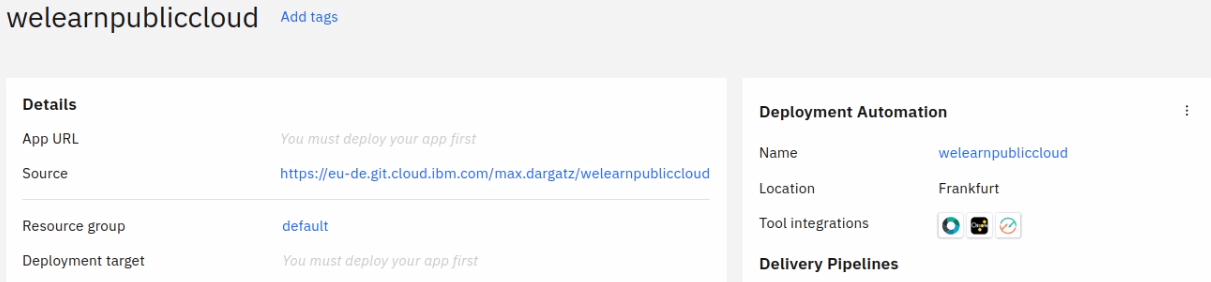 welearnpubliccloud Add tags
Details
App URL You must deploy your app first
Source https://eu-de.git.cloud.ibm.com/max.dargatz/welearnpubliccloud
Resource group default
Deployment target You must deploy your app first
Deployment Automation
Name welearnpubliccloud
Location Frankfurt
Tool integrations
Delivery Pipelines